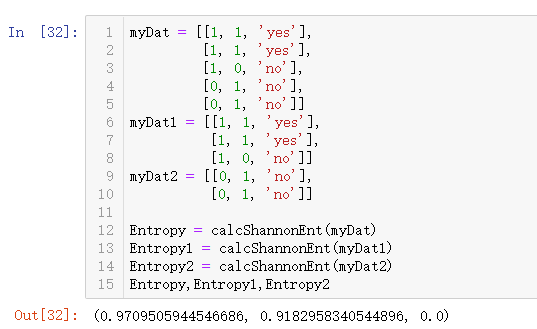 In [32]:
1 myDat = [[1, 1, 'yes'],
2 [1, 1, 'yes'],
3 [1, 0, 'no'],
4 [0, 1, 'no'],
5 [0, 1, 'no']]
6 myDat1 = [[1, 1, 'yes'],
7 [1, 1, 'yes'],
8 [1, 0, 'no']]
9 myDat2 = [[0, 1, 'no'],
10 [0, 1, 'no']]
11
12 Entropy = calcShannonEnt(myDat)
13 Entropy1 = calcShannonEnt(myDat1)
14 Entropy2 = calcShannonEnt(myDat2)
15 Entropy,Entropy1,Entropy2
Out[32]: (0.9709505944546686, 0.9182958340544896, 0.0)